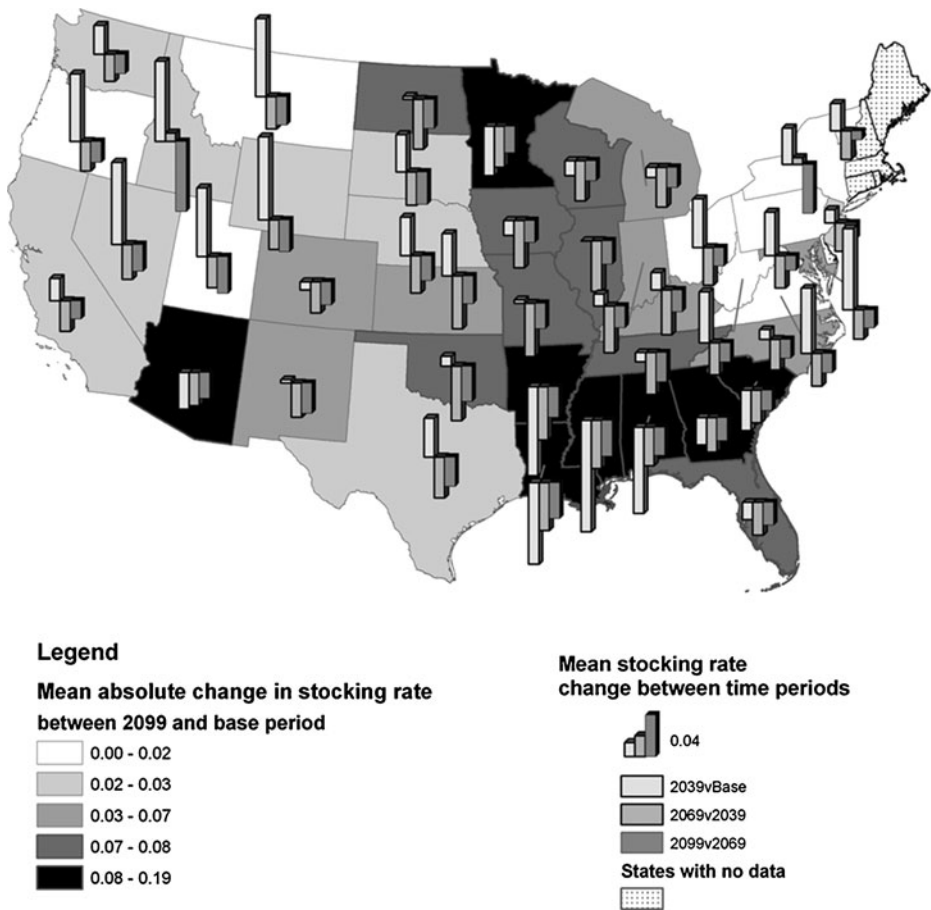 Legend
Mean absolute change in stocking rate
between 2099 and base period
0.00 - 0.02
0.02 - 0.03
0.03 - 0.07
0.07 - 0.08
0.08 - 0.19
Mean stocking rate
change between time periods
0.04
2039vBase
2069v2039
2099v2069
States with no data